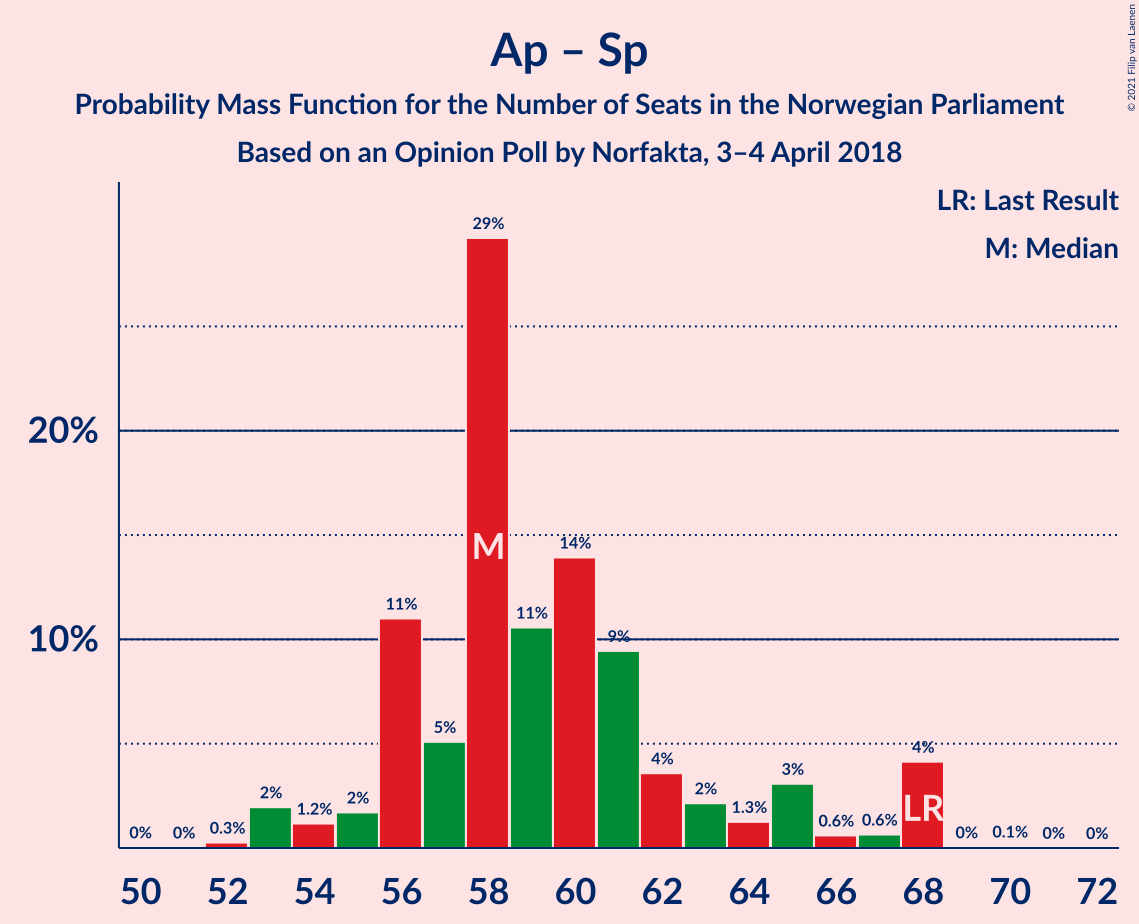 Ap – Sp
Probability Mass Function for the Number of Seats in the Norwegian Parliament
Based on an Opinion Poll by Norfakta, 3–4 April 2018
© 2021 Filip van Laenen
LR: Last Result
M: Median
20%
10%
0%
0%
0.3%
2%
1.2%
2%
11%
5%
29%
M
11%
14%
9%
4%
2%
1.3%
3%
0.6%
0.6%
4%
LR
0%
0.1%
0%
0%
50 52 54 56 58 60 62 64 66 68 70 72